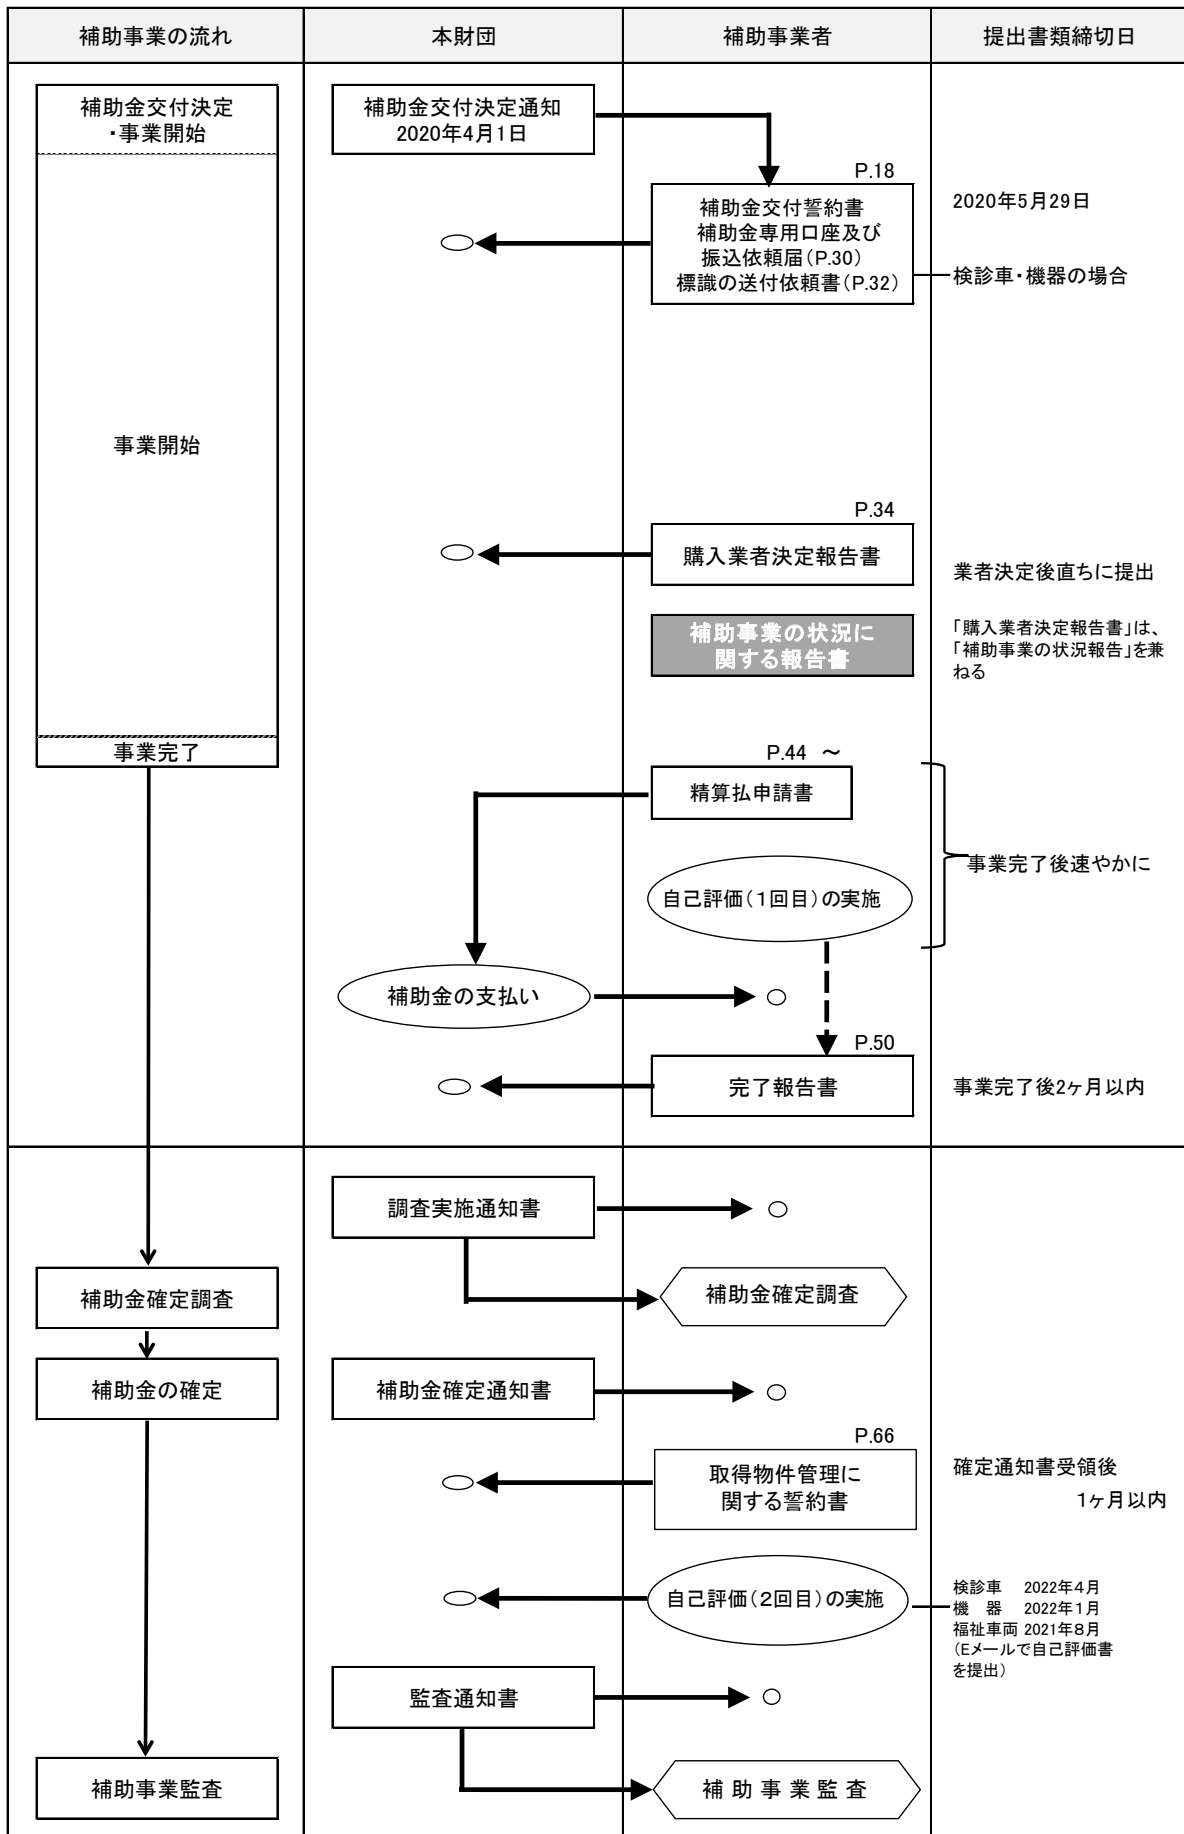 補助事業の流れ
本財団
補助事業者
提出書類締切日
補助金交付決定
・事業開始
補助金交付決定通知
2020年4月1日
P.18
補助金交付誓約書
補助金専用口座及び
振込依頼届(P.30)
標識の送付依頼書(P.32)
2020年5月29日
検診車・機器の場合
事業開始
P.34
購入業者決定報告書
業者決定後直ちに提出
補助事業の状況に
関する報告書
「購入業者決定報告書」は、
「補助事業の状況報告」を兼
ねる
事業完了
P.44 ～
精算払申請書
事業完了後速やかに
自己評価(１回目)の実施
補助金の支払い
P.50
完了報告書
事業完了後2ヶ月以内
調査実施通知書
補助金確定調査
補助金確定調査
補助金の確定
補助金確定通知書
P.66
取得物件管理に
関する誓約書
確定通知書受領後
1ヶ月以内
自己評価(２回目)の実施
検診車 2022年４月
機 器 2022年１月
福祉車両 2021年８月
(Eメールで自己評価書
を提出)
監査通知書
補助事業監査
補 助 事 業 監 査